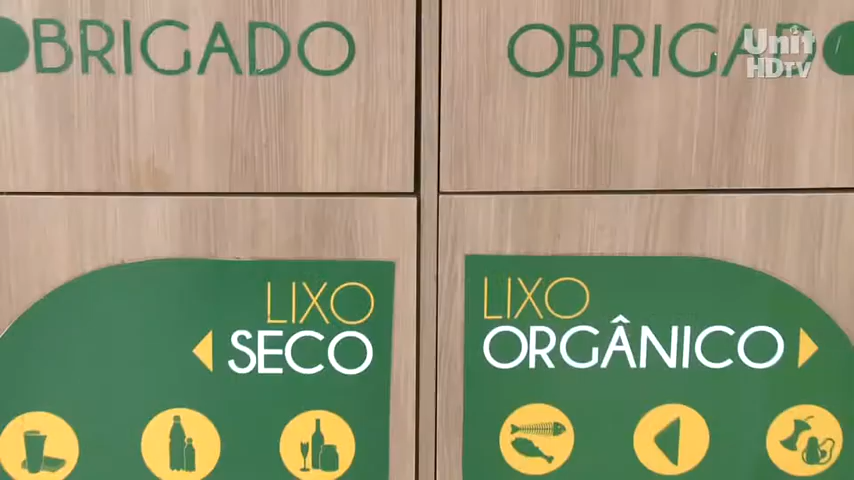 OBRIGADO
OBRIGADO
Unit
HDTV
LIXO
SECO
LIXO
ORGÂNICO